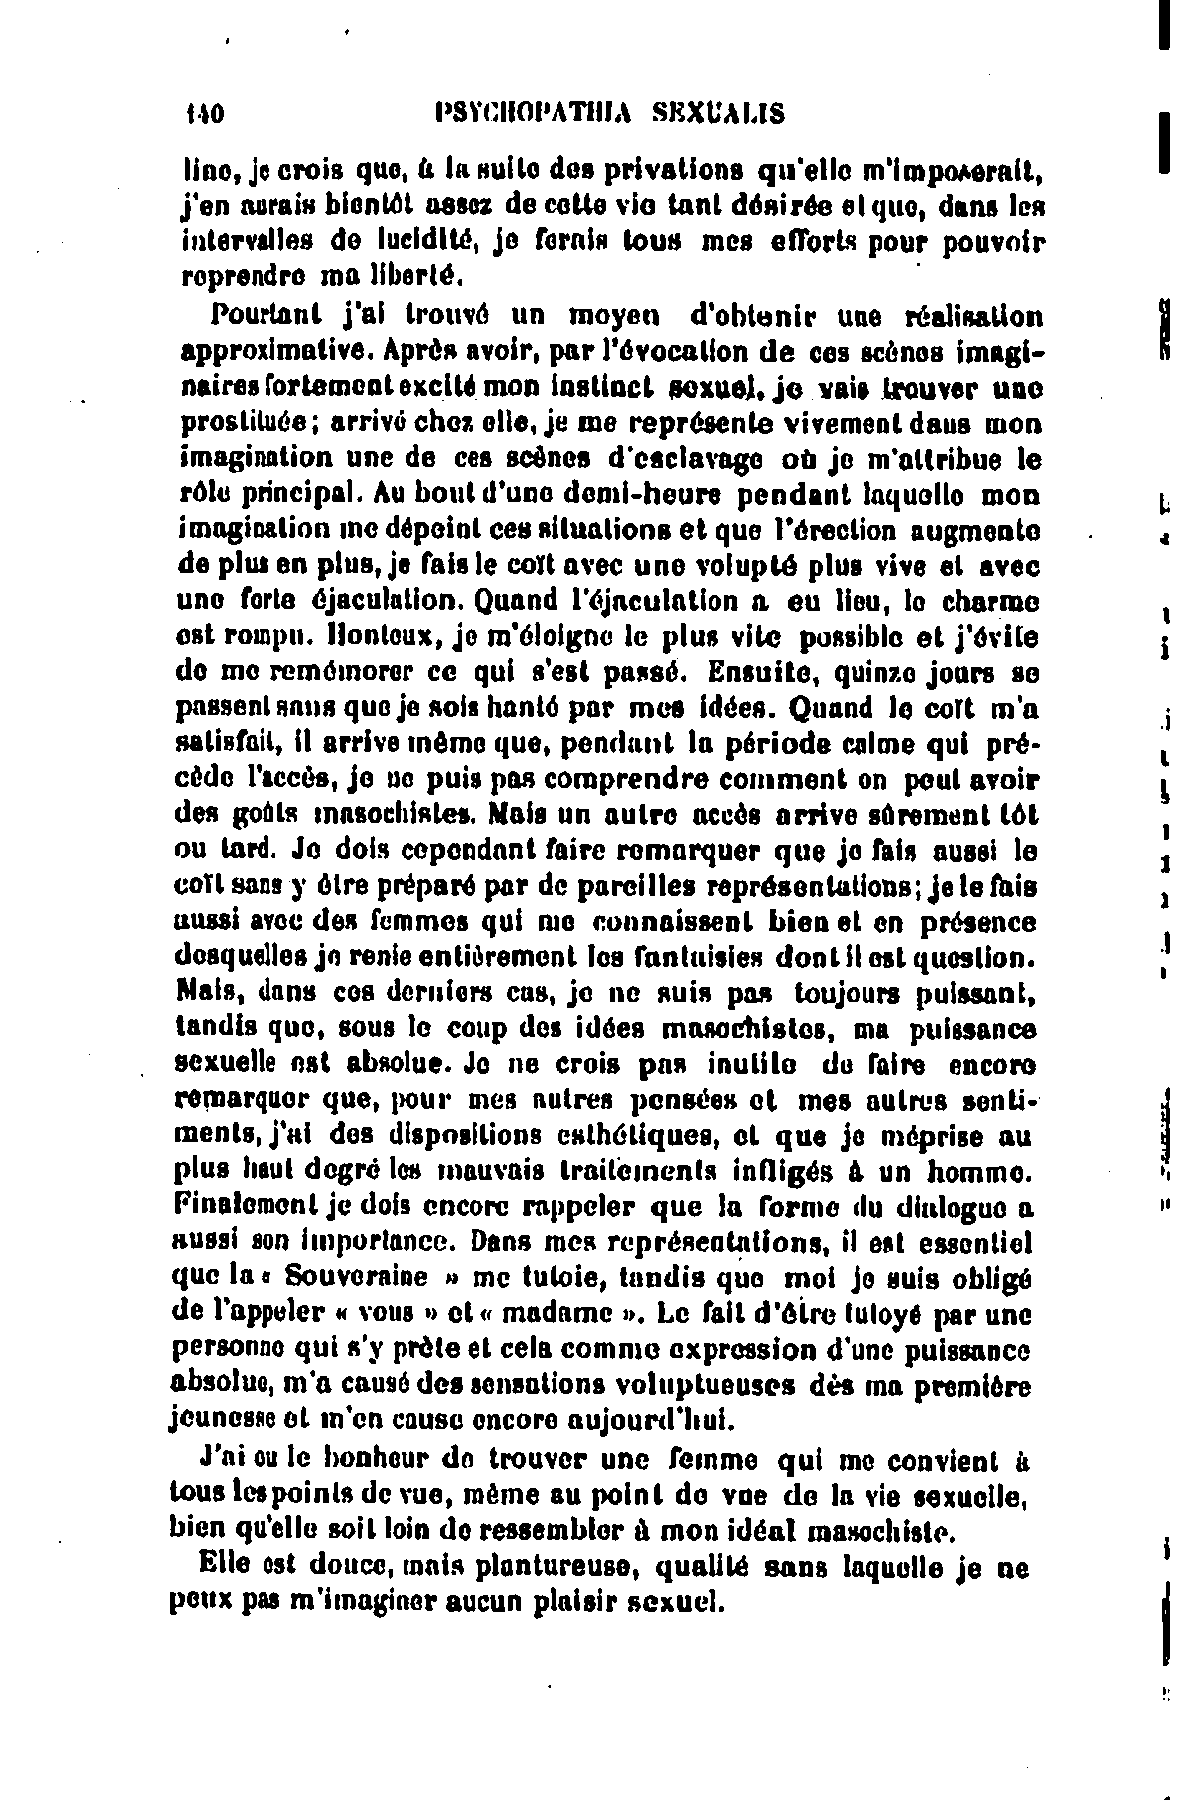 140 PSYCHOPATHIA SEXUALIS
line, je crois que, à la suite des privations qu'elle m'imposerait,
j'en aurais bientôt assez de cette vie tant désirée et que, dans les
intervalles de lucidité, je ferais tous mes efforts pour pouvoir
reprendre ma liberté.
Pourtant j'ai trouvé un moyen d'obtenir une réalisation
approximative. Après avoir, par l'évocation de ces scènes imagi-
naires fortement excité mon instinct sexuel, je vais trouver une
prostituée ; arrivé chez elle, je me représente vivement dans mon
imagination une de ces scènes d'esclavage où je m'attribue le
rôle principal. Au bout d'une demi-heure pendant laquelle mon
imagination me dépeint ces situations et que l'érection augmente
de plus en plus, je fais le coït avec une volupté plus vive et avec
une forte éjaculation. Quand l'éjaculation a eu lieu, le charme
est rompu. Honteux, je m'éloigne le plus vite possible et j'évite
de me remémorer ce qui s'est passé. Ensuite, quinze jours se
passent sans que je sois hanté par mes idées. Quand le coït m'a
satisfait, il arrive même que, pendant la période calme qui pré-
cède l'accès, je ne puis pas comprendre comment on peut avoir
des goûts masochistes. Mais un autre accès arrive sûrement tôt
ou tard. Je dois cependant faire remarquer que je fais aussi le
coït sans y être préparé par de pareilles représentations ; je le fais
aussi avec des femmes qui me connaissent bien et en présence
desquelles je renie entièrement les fantaisies dont il est question.
Mais, dans ces derniers cas, je ne suis pas toujours puissant,
tandis que, sous le coup des idées masochistes, ma puissance
sexuelle est absolue. Je ne crois pas inutile de faire encore
remarquer que, pour mes autres pensées et mes autres senti-
ments, j'ai des dispositions esthétiques, et que je méprise au
plus haut degré les mauvais traitements infligés à un homme.
Finalement je dois encore rappeler que la forme du dialogue a
aussi son importance. Dans mes représentations, il est essentiel
que la « Souveraine » me tutoie, tandis que moi je suis obligé
de l'appeler « vous » et « madame ». Le fait d'être tutoyé par une
personne qui s'y prête et cela comme expression d'une puissance
absolue, m'a causé des sensations voluptueuses dès ma première
jeunesse et m'en cause encore aujourd'hui.
J'ai eu le bonheur de trouver une femme qui me convient à
tous les points de vue, même au point de vue de la vie sexuelle,
bien qu'elle soit loin de ressembler à mon idéal masochiste.
Elle est douce, mais plantureuse, qualité sans laquelle je ne
peux pas m'imaginer aucun plaisir sexuel.